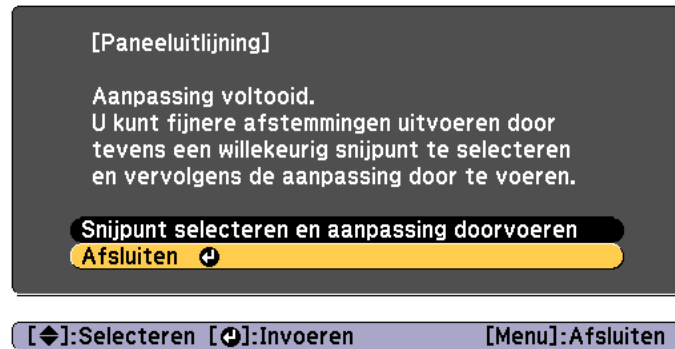 [Paneeluitlijning]
Aanpassing voltooid.
U kunt fijnere afstemmingen uitvoeren door
tevens een willekeurig snijpunt te selecteren
en vervolgens de aanpassing door te voeren.
Snijpunt selecteren en aanpassing doorvoeren
Afsluiten
[◆]:Selecteren [⏎]:Invoeren [Menu]:Afsluiten